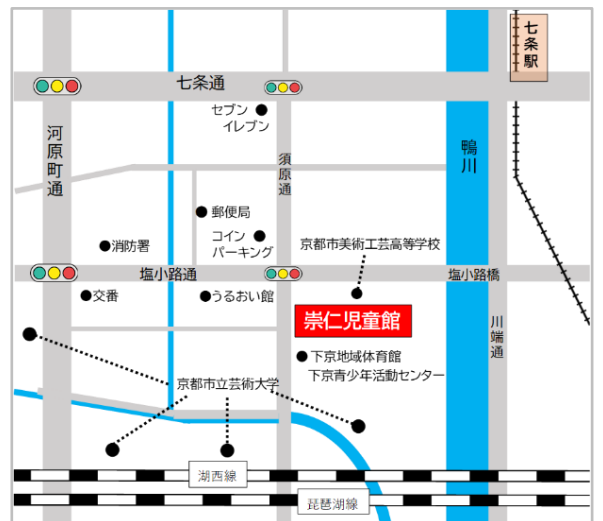 七条駅
七条通
セブン
イレブン
河原町通
須原通
鴨川
郵便局
コイン
パーキング
京都市美術工芸高等学校
消防署
塩小路通
塩小路橋
交番
うるおい館
崇仁児童館
川端通
下京地域体育館
下京青少年活動センター
京都市立芸術大学
湖西線
琵琶湖線